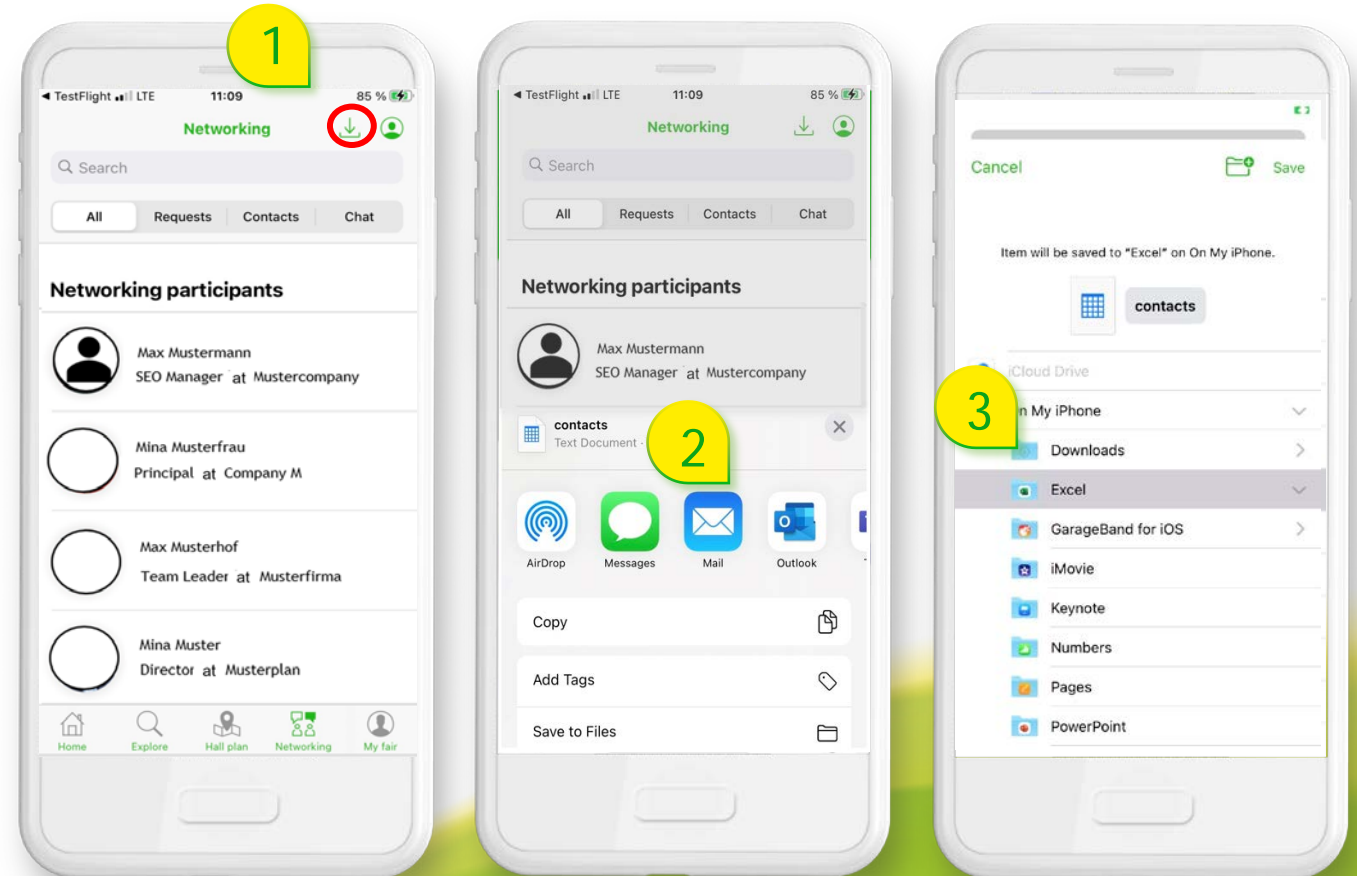 1
TestFlight LTE 11:09 85 %
Networking
Search
All Requests Contacts Chat
Networking participants
Max Mustermann
SEO Manager at Mustercompany
Mina Musterfrau
Principal at Company M
Max Musterhof
Team Leader at Musterfirma
Mina Muster
Director at Musterplan
Home Explore Hall plan Networking My fair
TestFlight LTE 11:09 85 %
Networking
Search
All Requests Contacts Chat
Networking participants
Max Mustermann
SEO Manager at Mustercompany
contacts
Text Document ·
2
AirDrop Messages Mail Outlook
Copy
Add Tags
Save to Files
Cancel Save
Item will be saved to "Excel" on On My iPhone.
contacts
iCloud Drive
3
My iPhone
Downloads
Excel
GarageBand for iOS
iMovie
Keynote
Numbers
Pages
PowerPoint